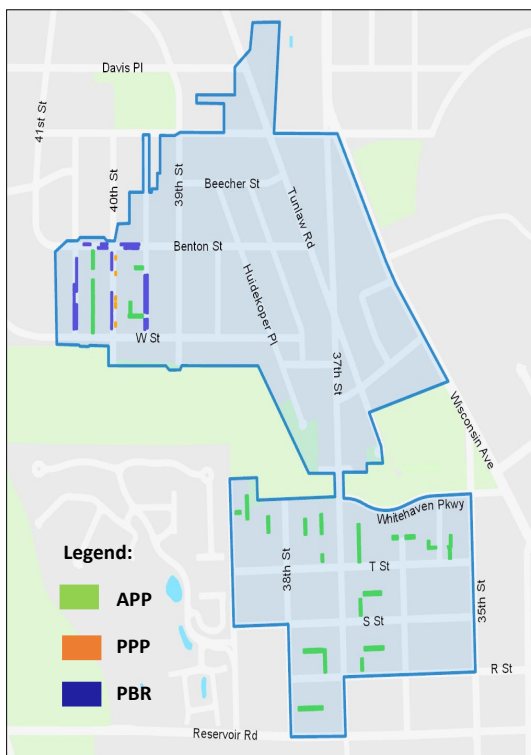 Davis Pl
41st St
40th St
39th St
Beecher St
Tunlaw Rd
Benton St
Huidekoper Pl
W St
37th St
Wisconsin Ave
Whitehaven Pkwy
38th St
T St
35th St
S St
R St
Reservoir Rd
Legend:
APP
PPP
PBR